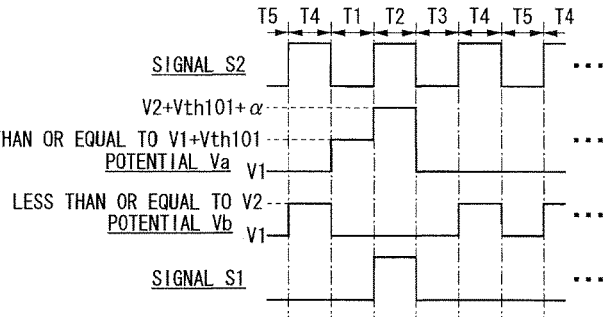 T5 T4 T1 T2 T3 T4 T5 T4
SIGNAL S2
V2+Vth101+α
THAN OR EQUAL TO V1+Vth101
POTENTIAL Va V1
LESS THAN OR EQUAL TO V2
POTENTIAL Vb V1
SIGNAL S1